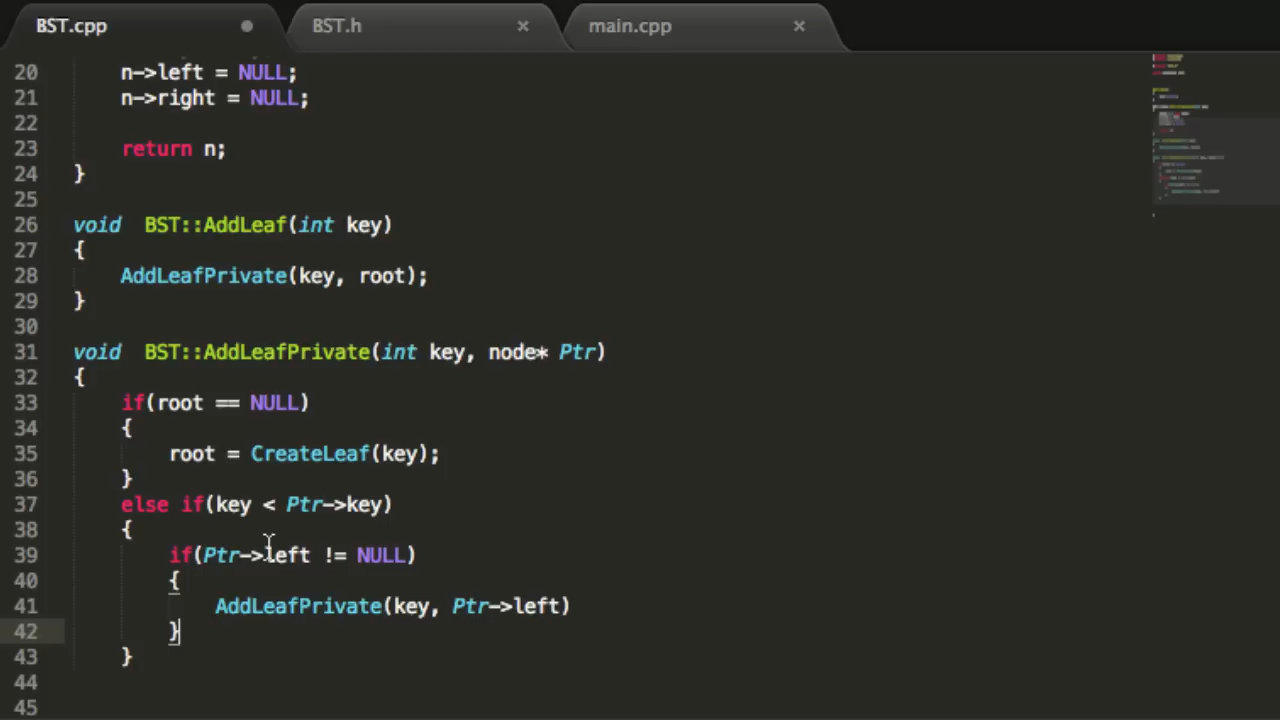 BST.cpp BST.h × main.cpp ×
20 n->left = NULL;
21 n->right = NULL;
22
23 return n;
24 }
25
26 void BST::AddLeaf(int key)
27 {
28 AddLeafPrivate(key, root);
29 }
30
31 void BST::AddLeafPrivate(int key, node* Ptr)
32 {
33 if(root == NULL)
34 {
35 root = CreateLeaf(key);
36 }
37 else if(key < Ptr->key)
38 {
39 if(Ptr->left != NULL)
40 {
41 AddLeafPrivate(key, Ptr->left)
42 }
43 }
44
45